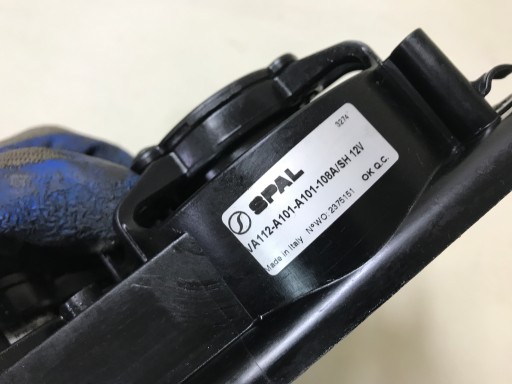 3274
SPAL
VA112-A101-A101-108A/SH 12V
Made in Italy N°WO: 2375151 OK Q.C.